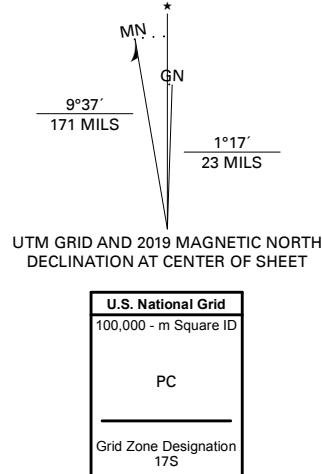 ★
MN
GN
9°37´
171 MILS
1°17´
23 MILS
UTM GRID AND 2019 MAGNETIC NORTH
DECLINATION AT CENTER OF SHEET
U.S. National Grid
100,000 - m Square ID
PC
Grid Zone Designation
17S